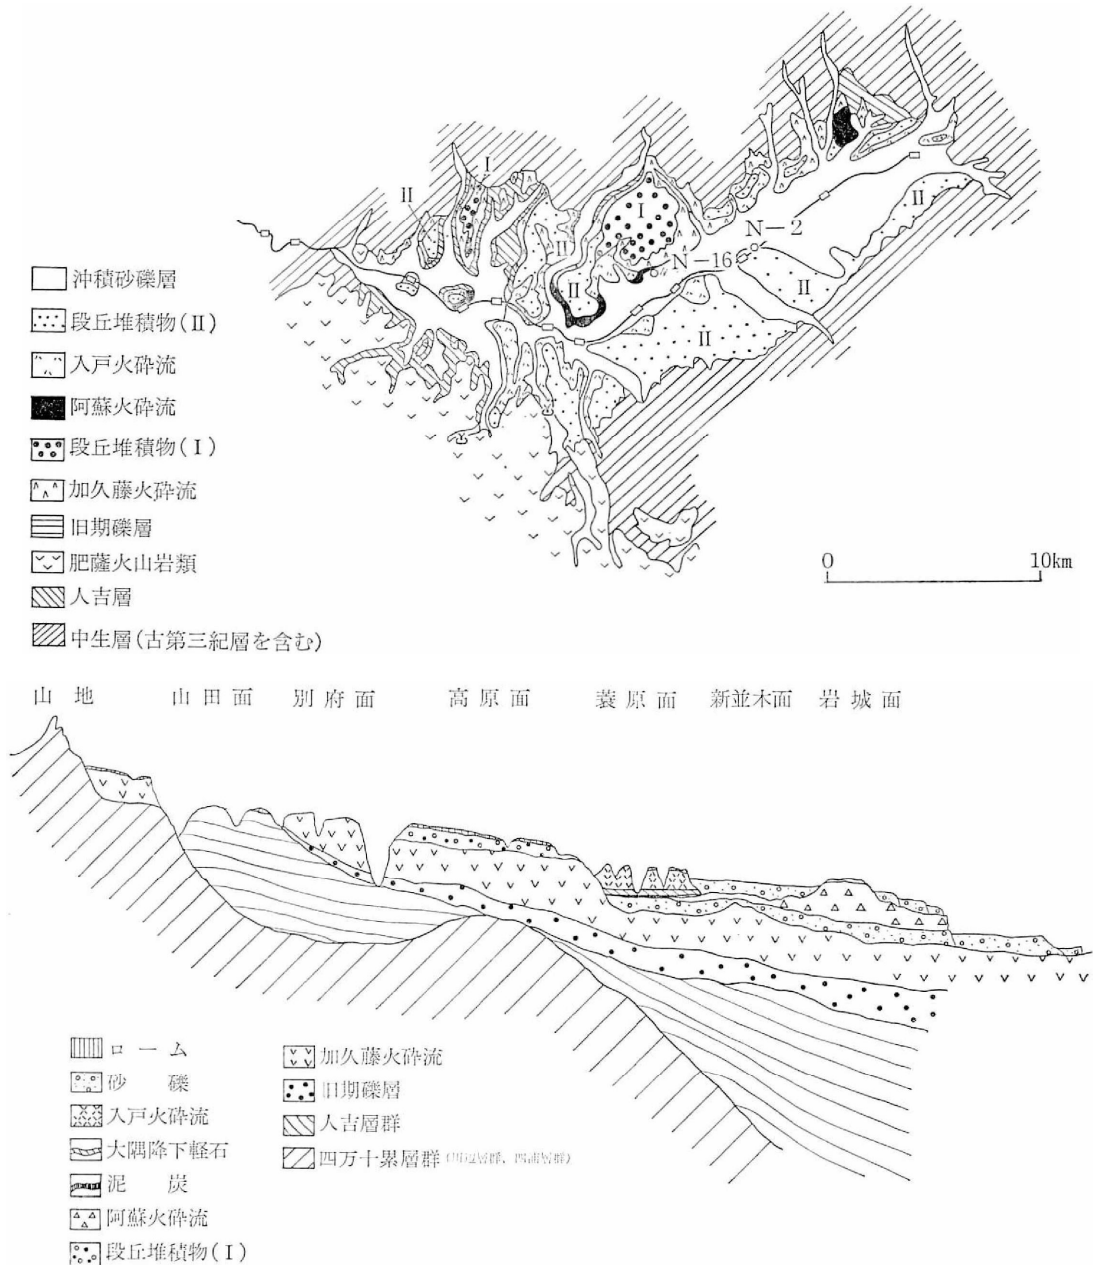 I
II
I
II
II
II
II
II
N-2
N-16
沖積砂礫層
段丘堆積物(II)
入戸火砕流
阿蘇火砕流
段丘堆積物(I)
加久藤火砕流
旧期礫層
肥薩火山岩類
人吉層
中生層(古第三紀層を含む)
0 10km
山地 山田面 別府面 高原面 蓑原面 新並木面 岩城面
ローム
砂礫
入戸火砕流
大隅降下軽石
泥炭
阿蘇火砕流
段丘堆積物(I)
加久藤火砕流
旧期礫層
人吉層群
四万十累層群